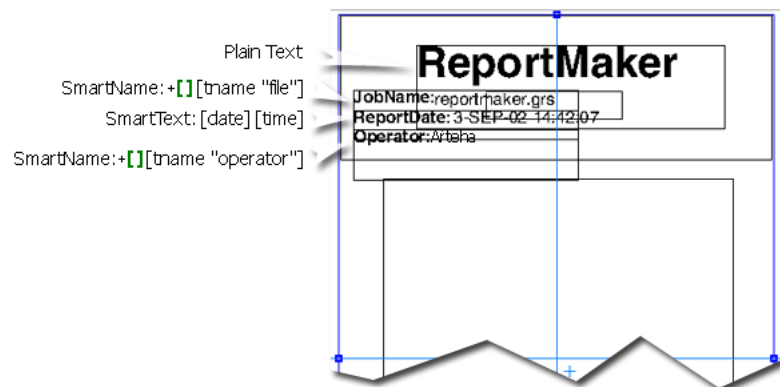 Plain Text
SmartName:+[][tname "file"]
SmartText: [date] [time]
SmartName:+[][tname "operator"]
ReportMaker
JobName:reportmaker.grs
ReportDate: 3-SEP-02 14:42:07
Operator:Arteha